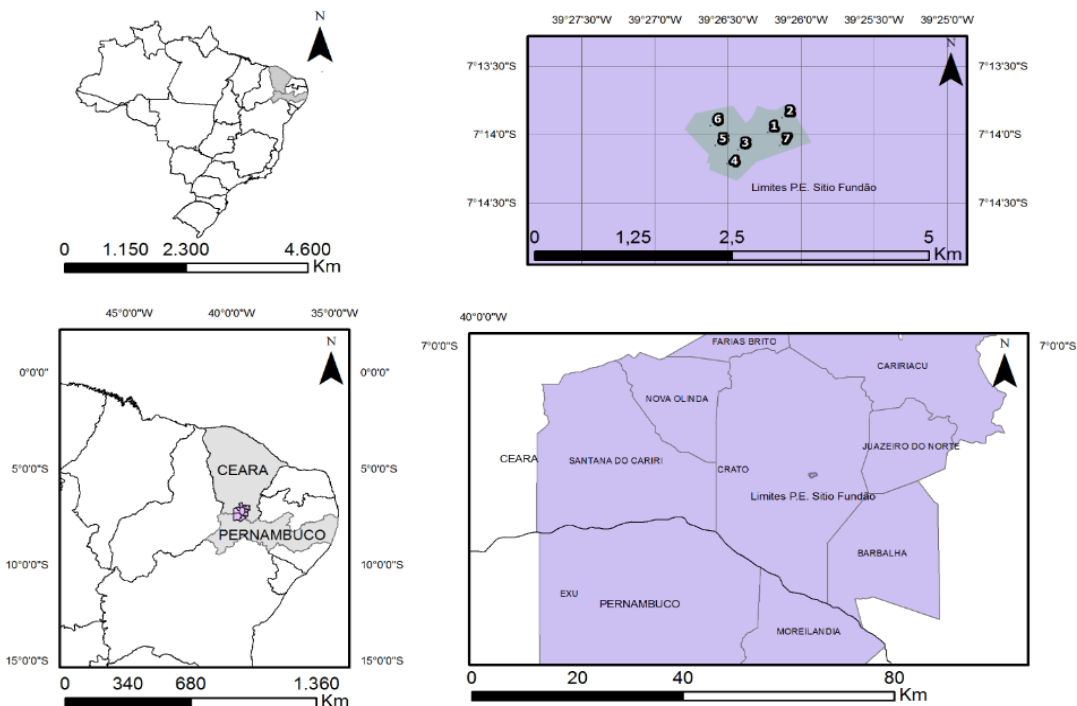 N
0 1.150 2.300 4.600
Km
39°27'30"W 39°27'0"W 39°26'30"W 39°26'0"W 39°25'30"W 39°25'0"W
N
7°13'30"S 7°13'30"S
6 2
1
7°14'0"S 5 3 7 7°14'0"S
4
Limites P.E. Sitio Fundão
7°14'30"S 7°14'30"S
0 1,25 2,5 5
Km
45°0'0"W 40°0'0"W 35°0'0"W
N
0°0'0" 0°0'0"
5°0'0"S 5°0'0"S
CEARA
PERNAMBUCO
10°0'0"S 10°0'0"S
15°0'0"S 15°0'0"S
0 340 680 1.360
Km
40°0'0"W
7°0'0"S 7°0'0"S
N
FARIAS BRITO
CARIRIACU
NOVA OLINDA
JUAZEIRO DO NORTE
CEARA SANTANA DO CARIRI CRATO
Limites P.E. Sitio Fundão
BARBALHA
EXU PERNAMBUCO
MOREILANDIA
0 20 40 80
Km